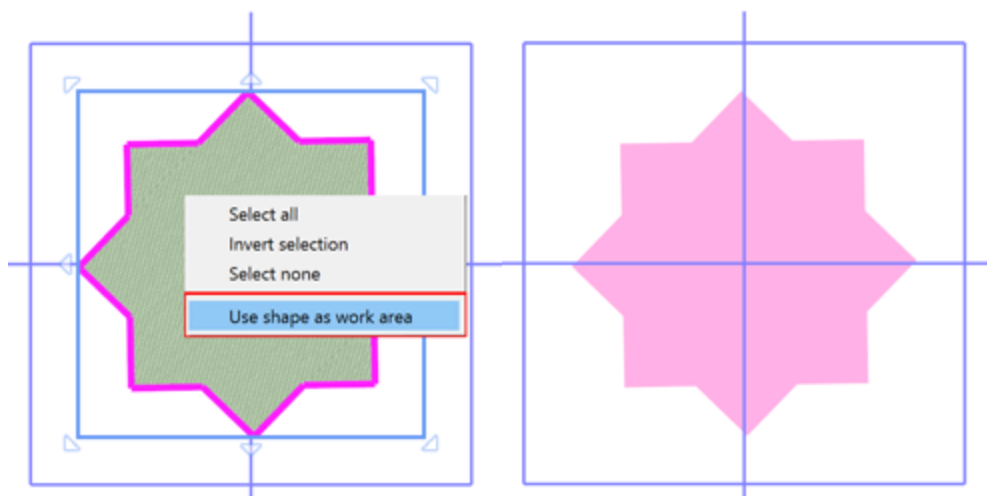 Select all
Invert selection
Select none
Use shape as work area